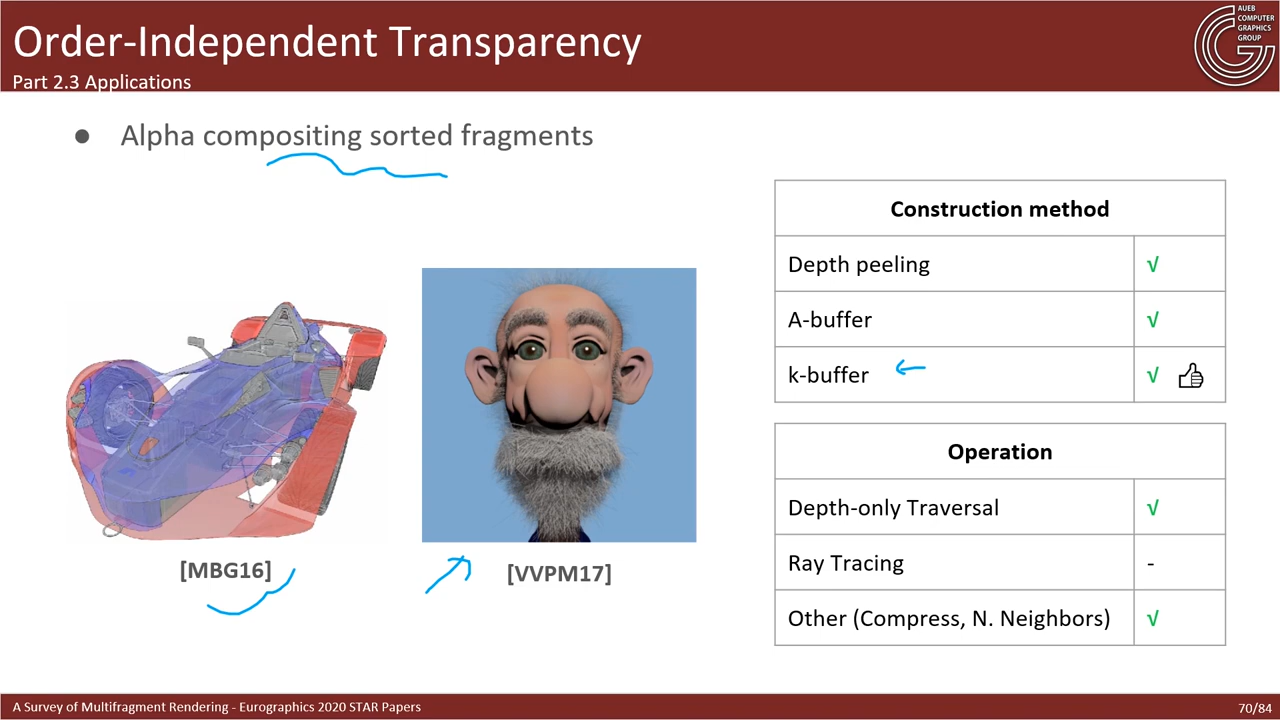 Order-Independent Transparency
Part 2.3 Applications
AUEB
COMPUTER
GRAPHICS
GROUP
● Alpha compositing sorted fragments
[MBG16]
[VVPM17]
Construction method
Depth peeling √
A-buffer √
k-buffer √
Operation
Depth-only Traversal √
Ray Tracing -
Other (Compress, N. Neighbors) √
A Survey of Multifragment Rendering - Eurographics 2020 STAR Papers
70/84